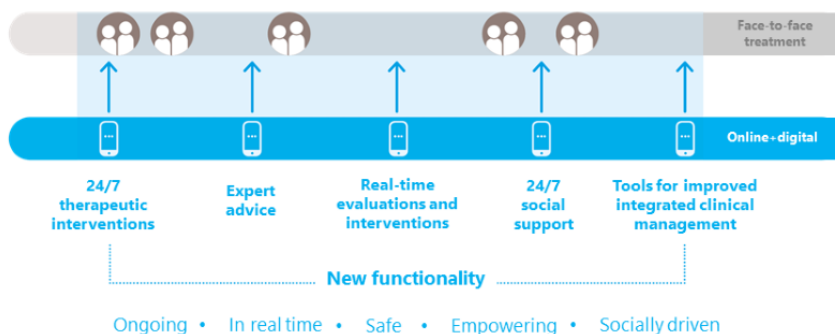 Face-to-face
treatment
Online+digital
24/7
therapeutic
interventions
Expert
advice
Real-time
evaluations and
interventions
24/7
social
support
Tools for improved
integrated clinical
management
New functionality
Ongoing • In real time • Safe • Empowering • Socially driven